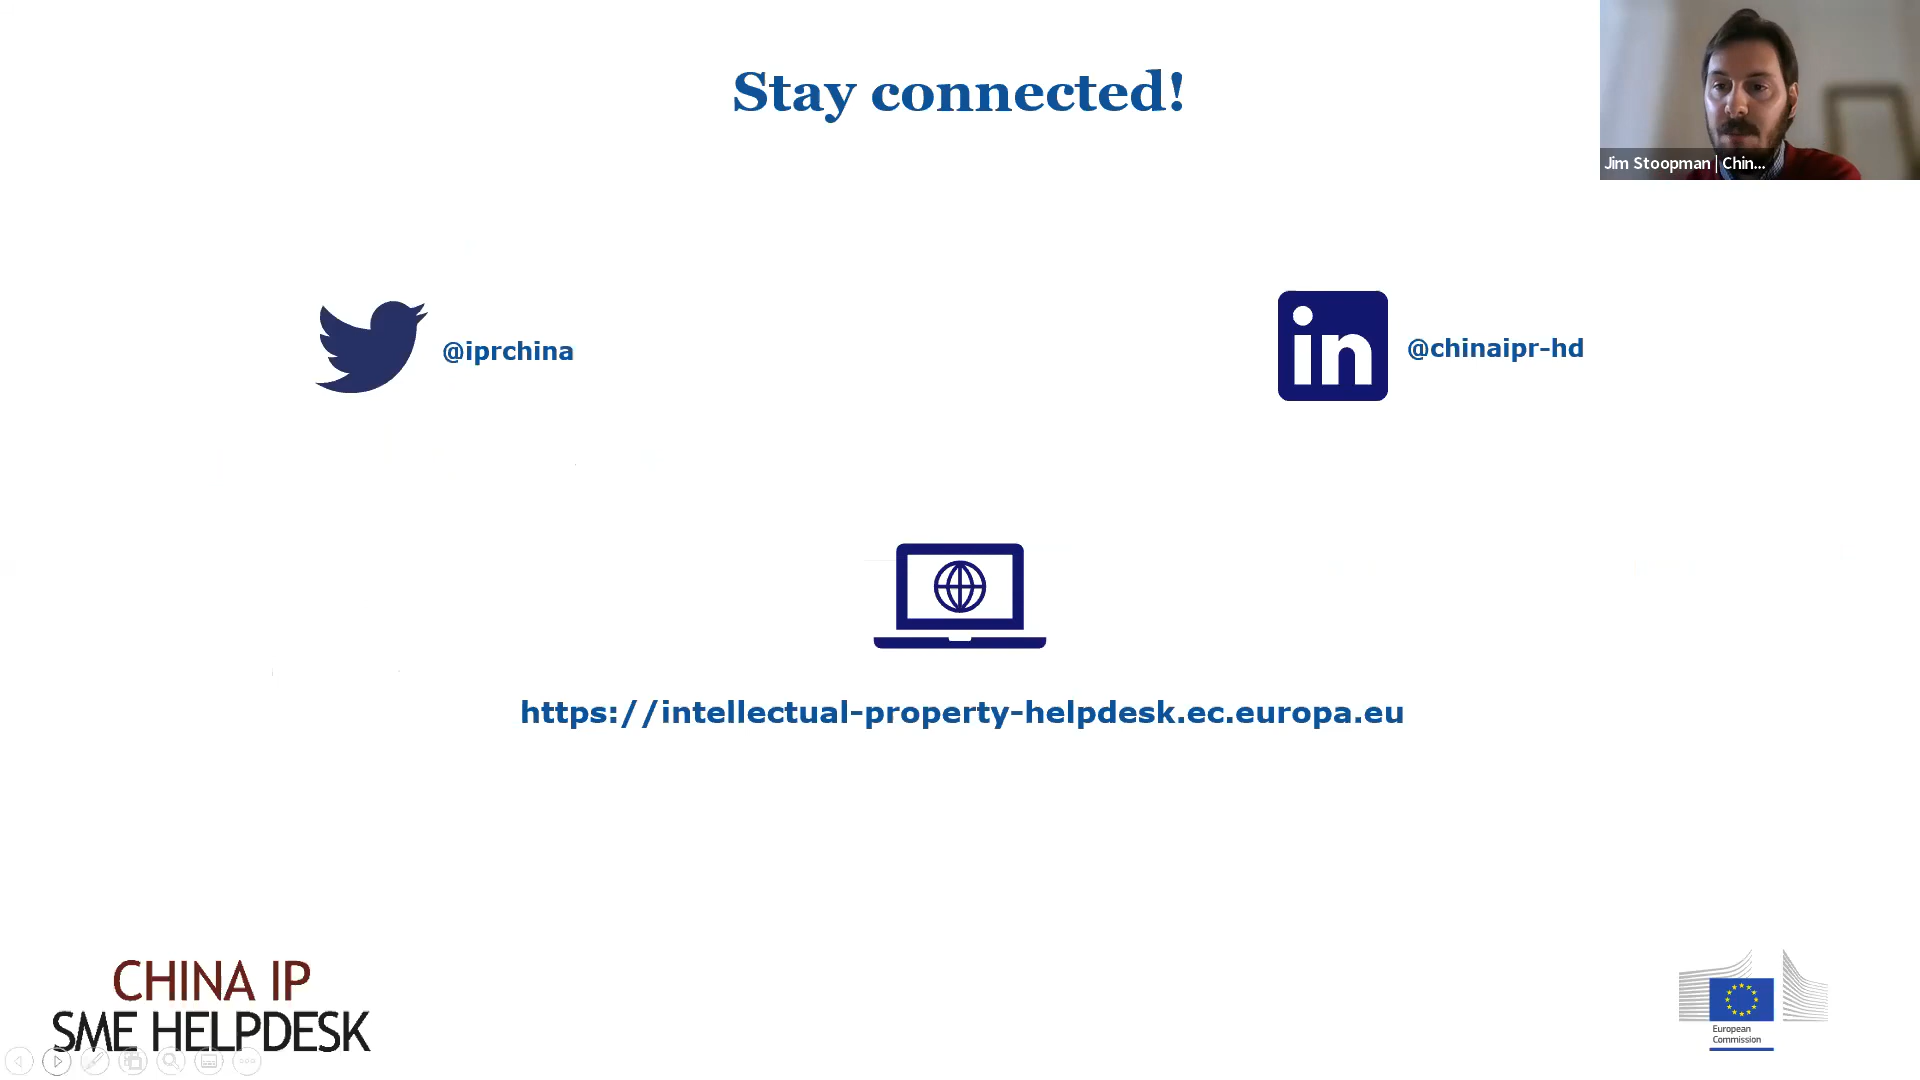 Stay connected!
Jim Stoopman | Chin...
@iprchina
in
@chinaipr-hd
https://intellectual-property-helpdesk.ec.europa.eu
CHINA IP
SME HELPDESK
European
Commission